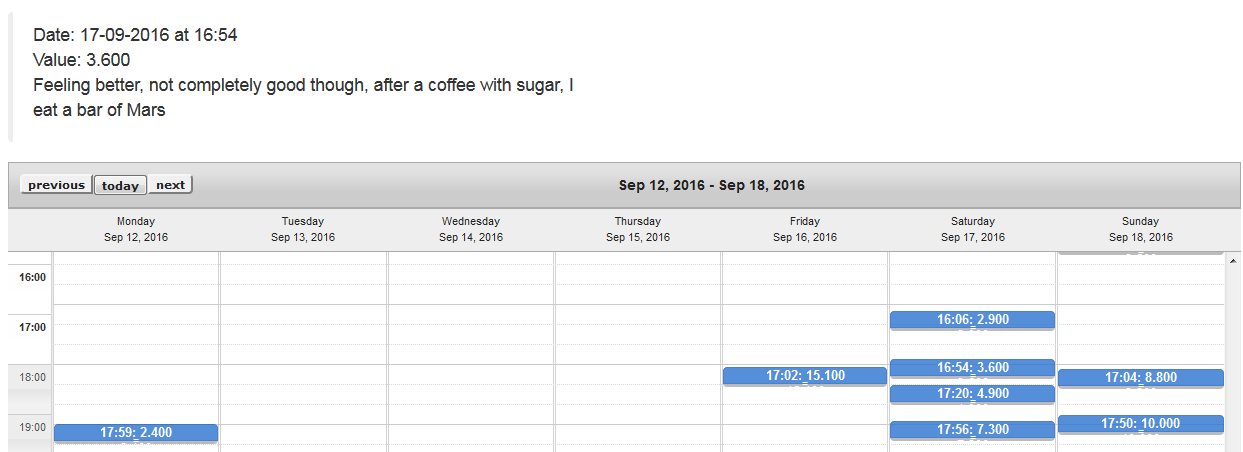 Date: 17-09-2016 at 16:54
Value: 3.600
Feeling better, not completely good though, after a coffee with sugar, I
eat a bar of Mars
previous today next Sep 12, 2016 - Sep 18, 2016
Monday Tuesday Wednesday Thursday Friday Saturday Sunday
Sep 12, 2016 Sep 13, 2016 Sep 14, 2016 Sep 15, 2016 Sep 16, 2016 Sep 17, 2016 Sep 18, 2016
16:00
16:06: 2.900
17:00
16:54: 3.600
17:02: 15.100 17:04: 8.800
18:00
17:20: 4.900
17:50: 10.000
19:00
17:59: 2.400 17:56: 7.300